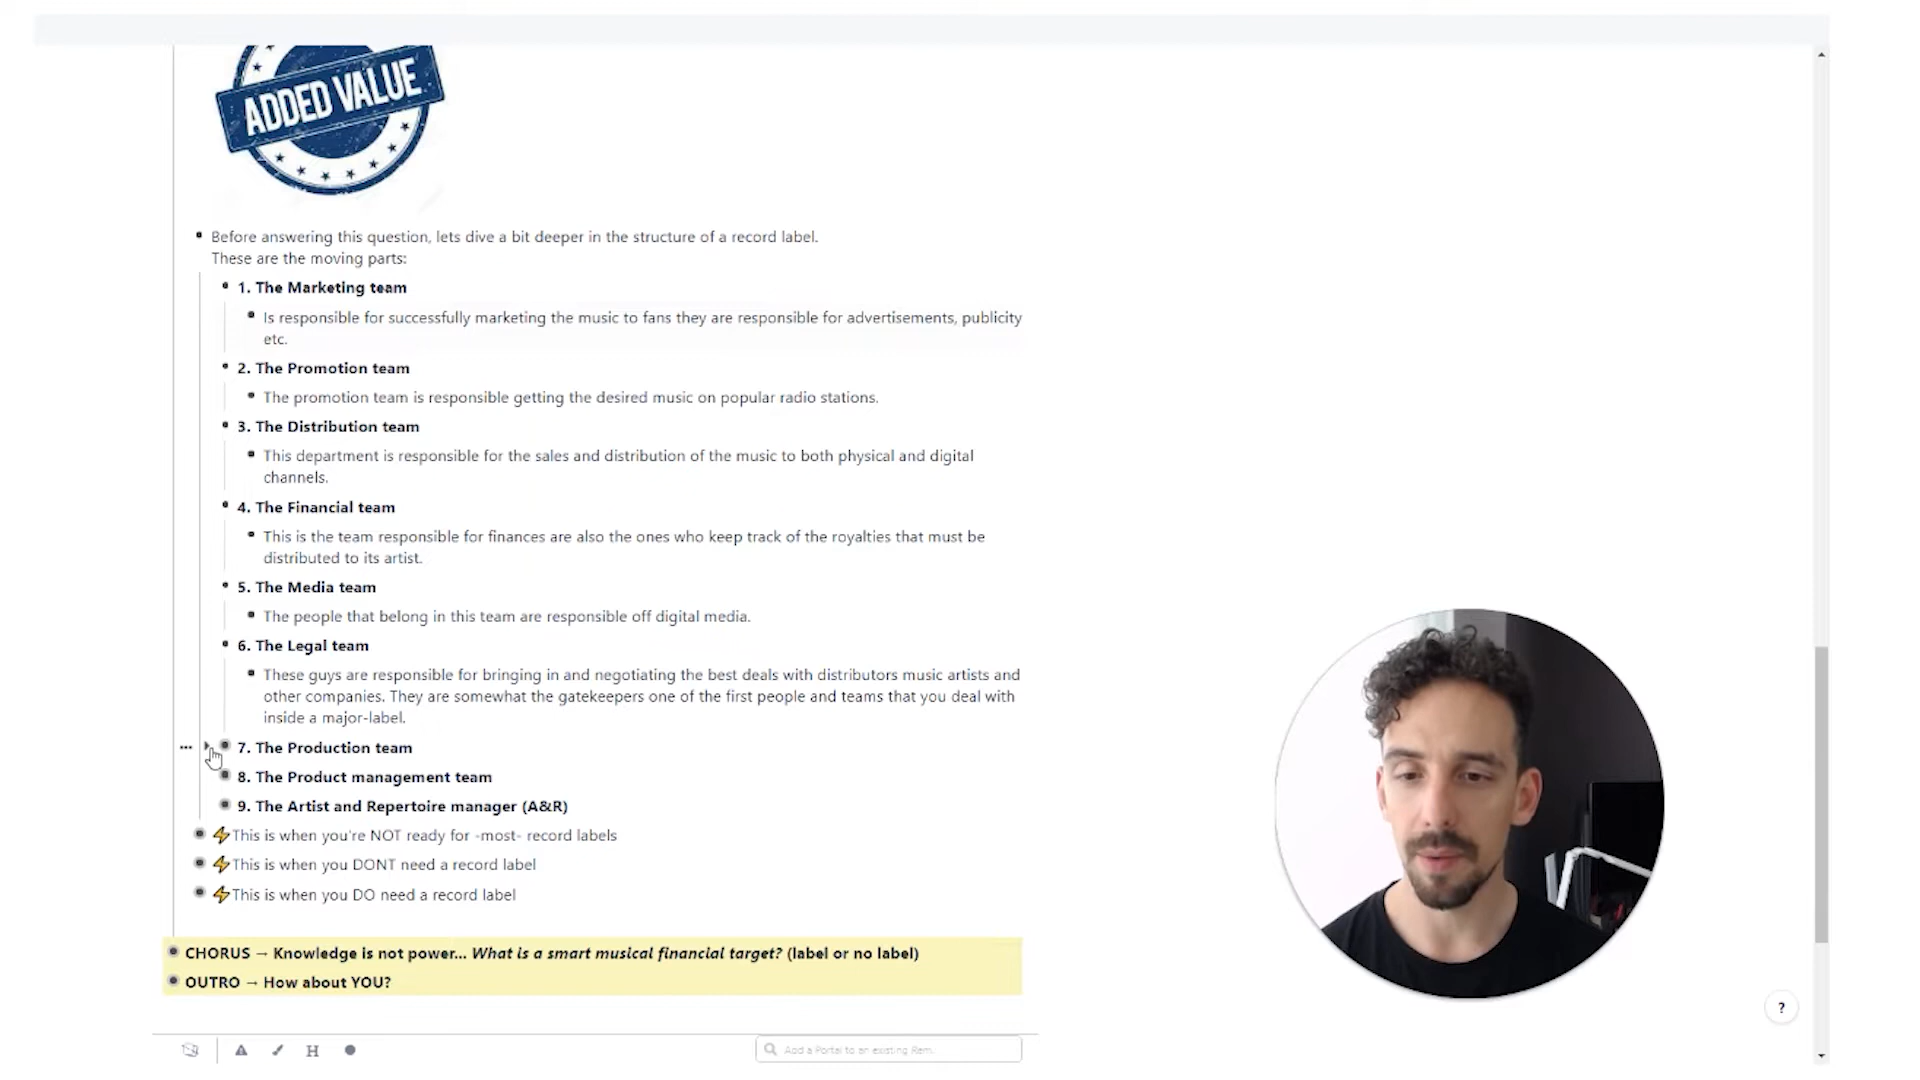 ADDED VALUE
Before answering this question, lets dive a bit deeper in the structure of a record label.
These are the moving parts:
1. The Marketing team
Is responsible for successfully marketing the music to fans they are responsible for advertisements, publicity
etc.
2. The Promotion team
The promotion team is responsible getting the desired music on popular radio stations.
3. The Distribution team
This department is responsible for the sales and distribution of the music to both physical and digital
channels.
4. The Financial team
This is the team responsible for finances are also the ones who keep track of the royalties that must be
distributed to its artist.
5. The Media team
The people that belong in this team are responsible off digital media.
6. The Legal team
These guys are responsible for bringing in and negotiating the best deals with distributors music artists and
other companies. They are somewhat the gatekeepers one of the first people and teams that you deal with
inside a major-label.
7. The Production team
8. The Product management team
9. The Artist and Repertoire manager (A&R)
⚡This is when you're NOT ready for -most- record labels
⚡This is when you DONT need a record label
⚡This is when you DO need a record label
CHORUS → Knowledge is not power... What is a smart musical financial target? (label or no label)
OUTRO → How about YOU?
H
Add a Portal to an existing Rem...
?